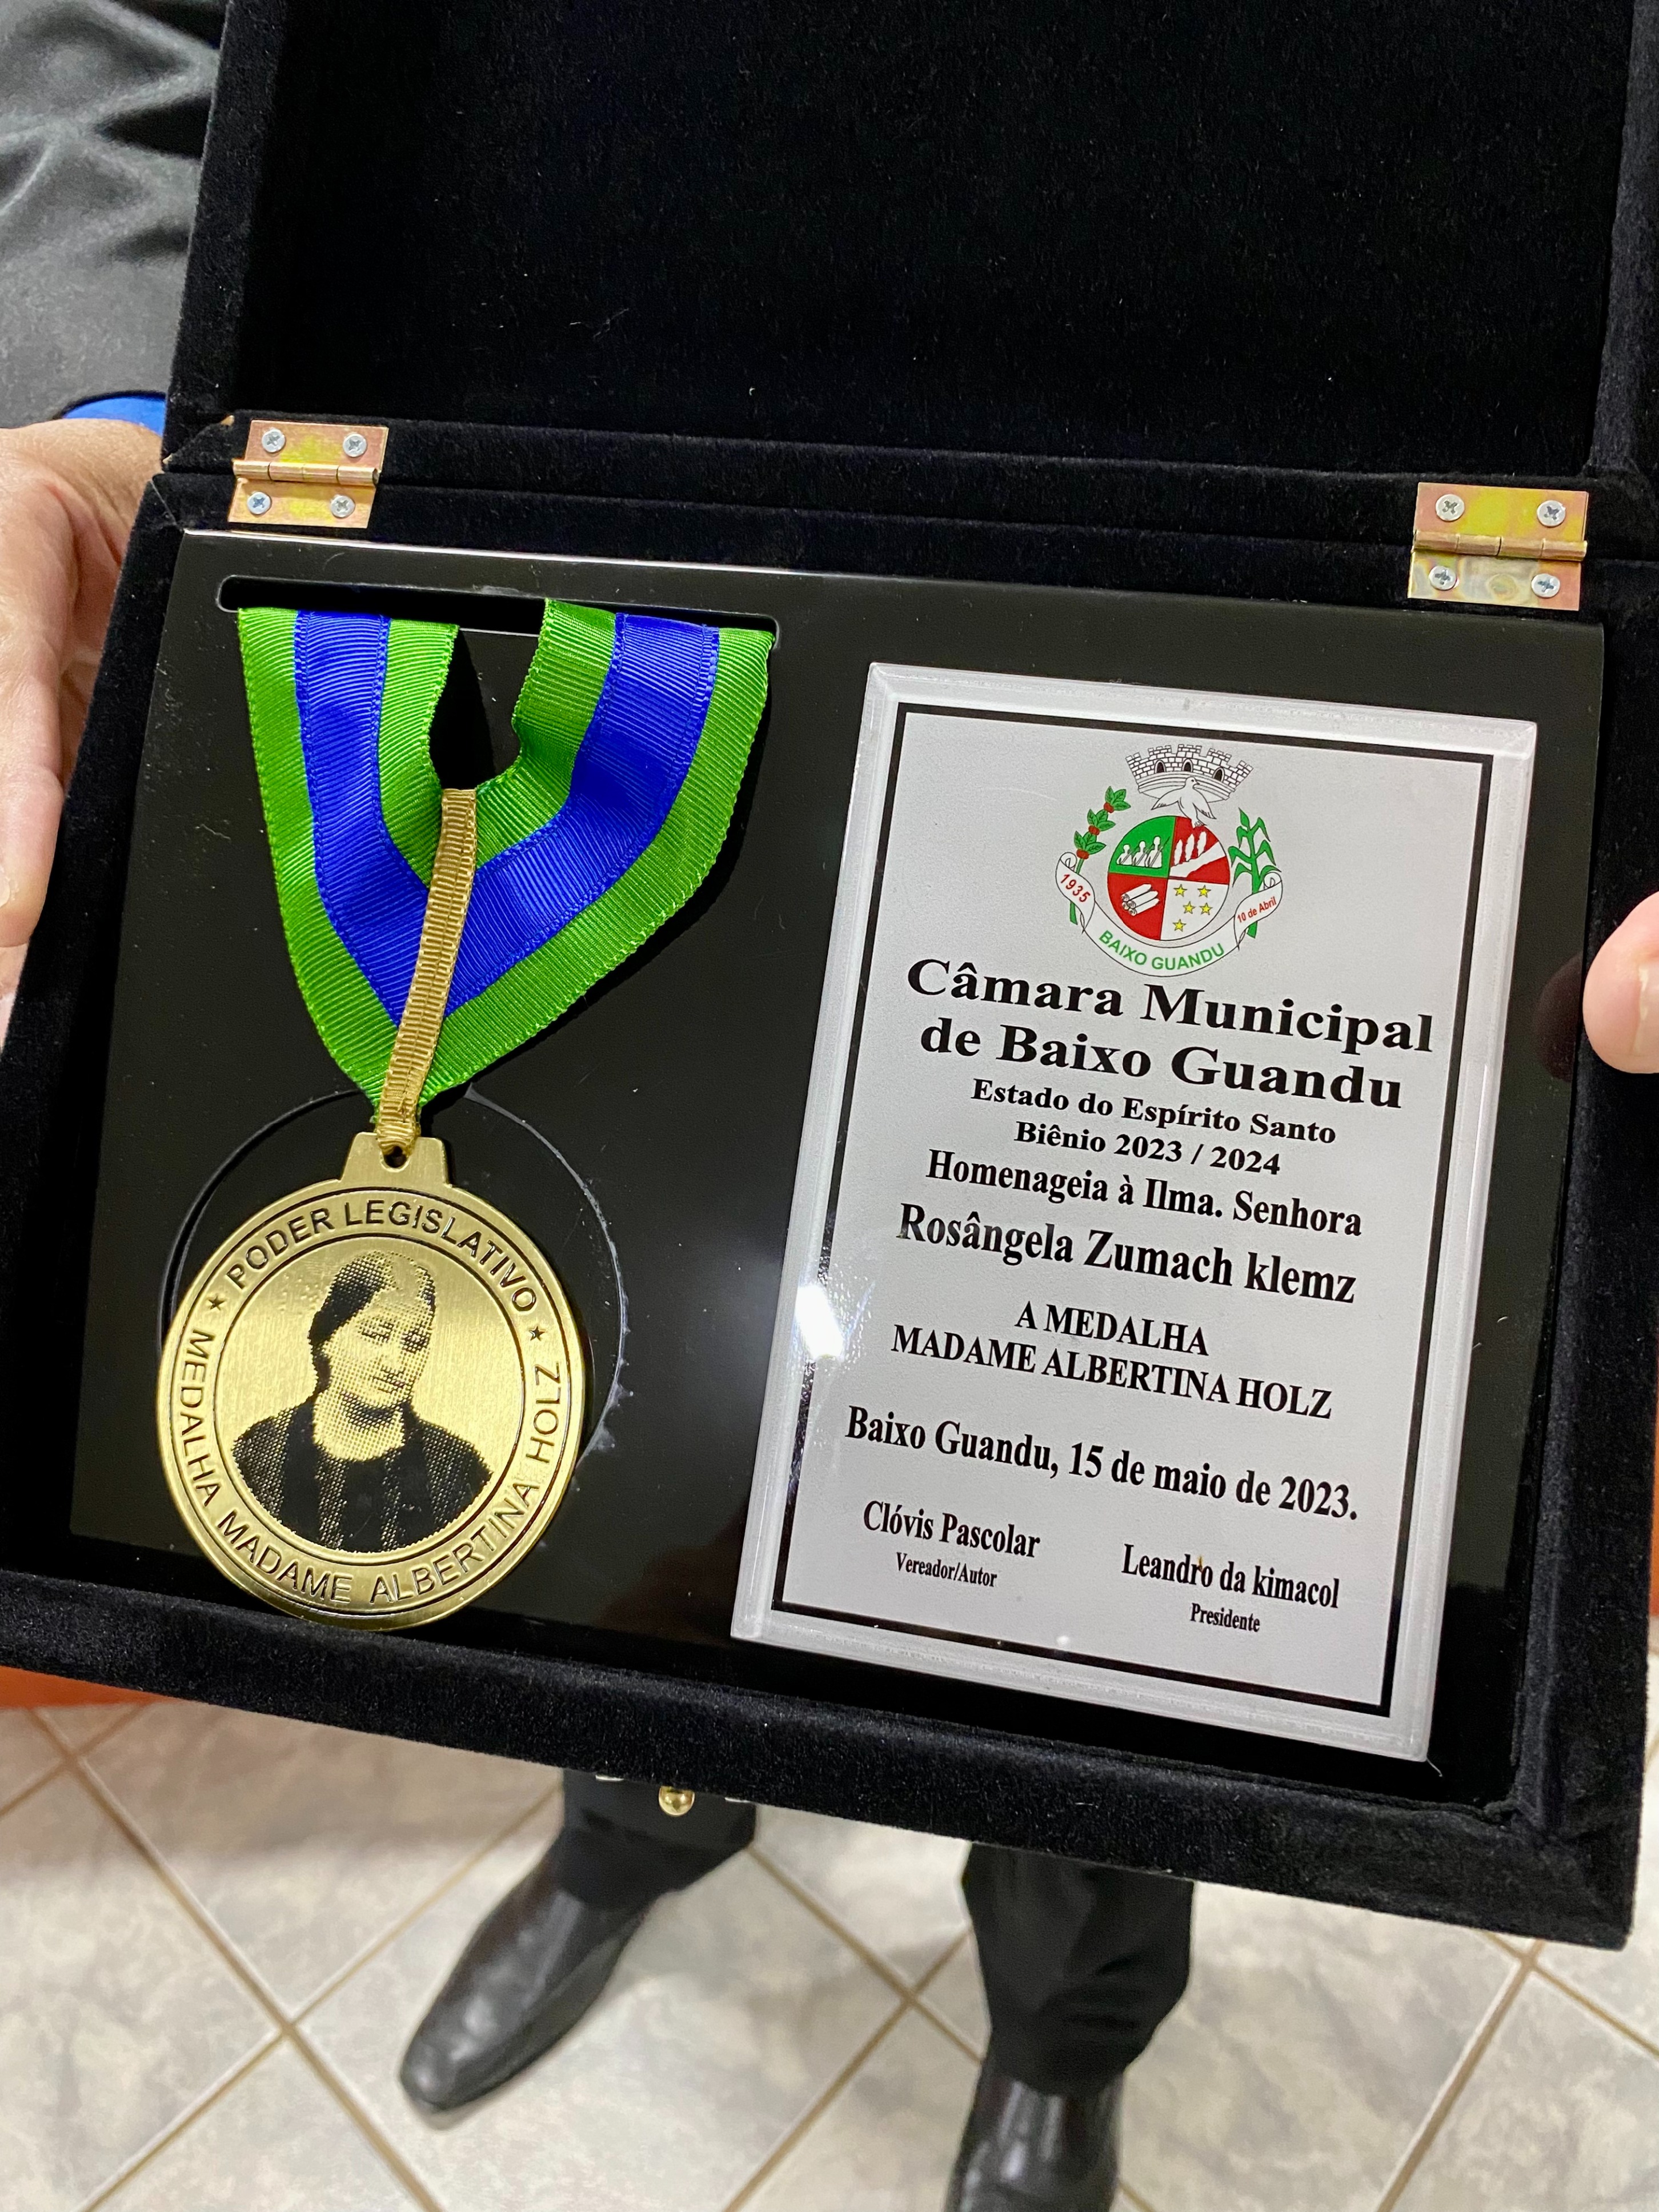 ★ PODER LEGISLATIVO ★
MEDALHA MADAME ALBERTINA HOLZ
1935
10 de Abril
BAIXO GUANDU
Câmara Municipal
de Baixo Guandu
Estado do Espírito Santo
Biênio 2023 / 2024
Homenageia à Ilma. Senhora
Rosângela Zumach klemz
A MEDALHA
MADAME ALBERTINA HOLZ
Baixo Guandu, 15 de maio de 2023.
Clóvis Pascolar
Vereador/Autor
Leandro da kimacol
Presidente